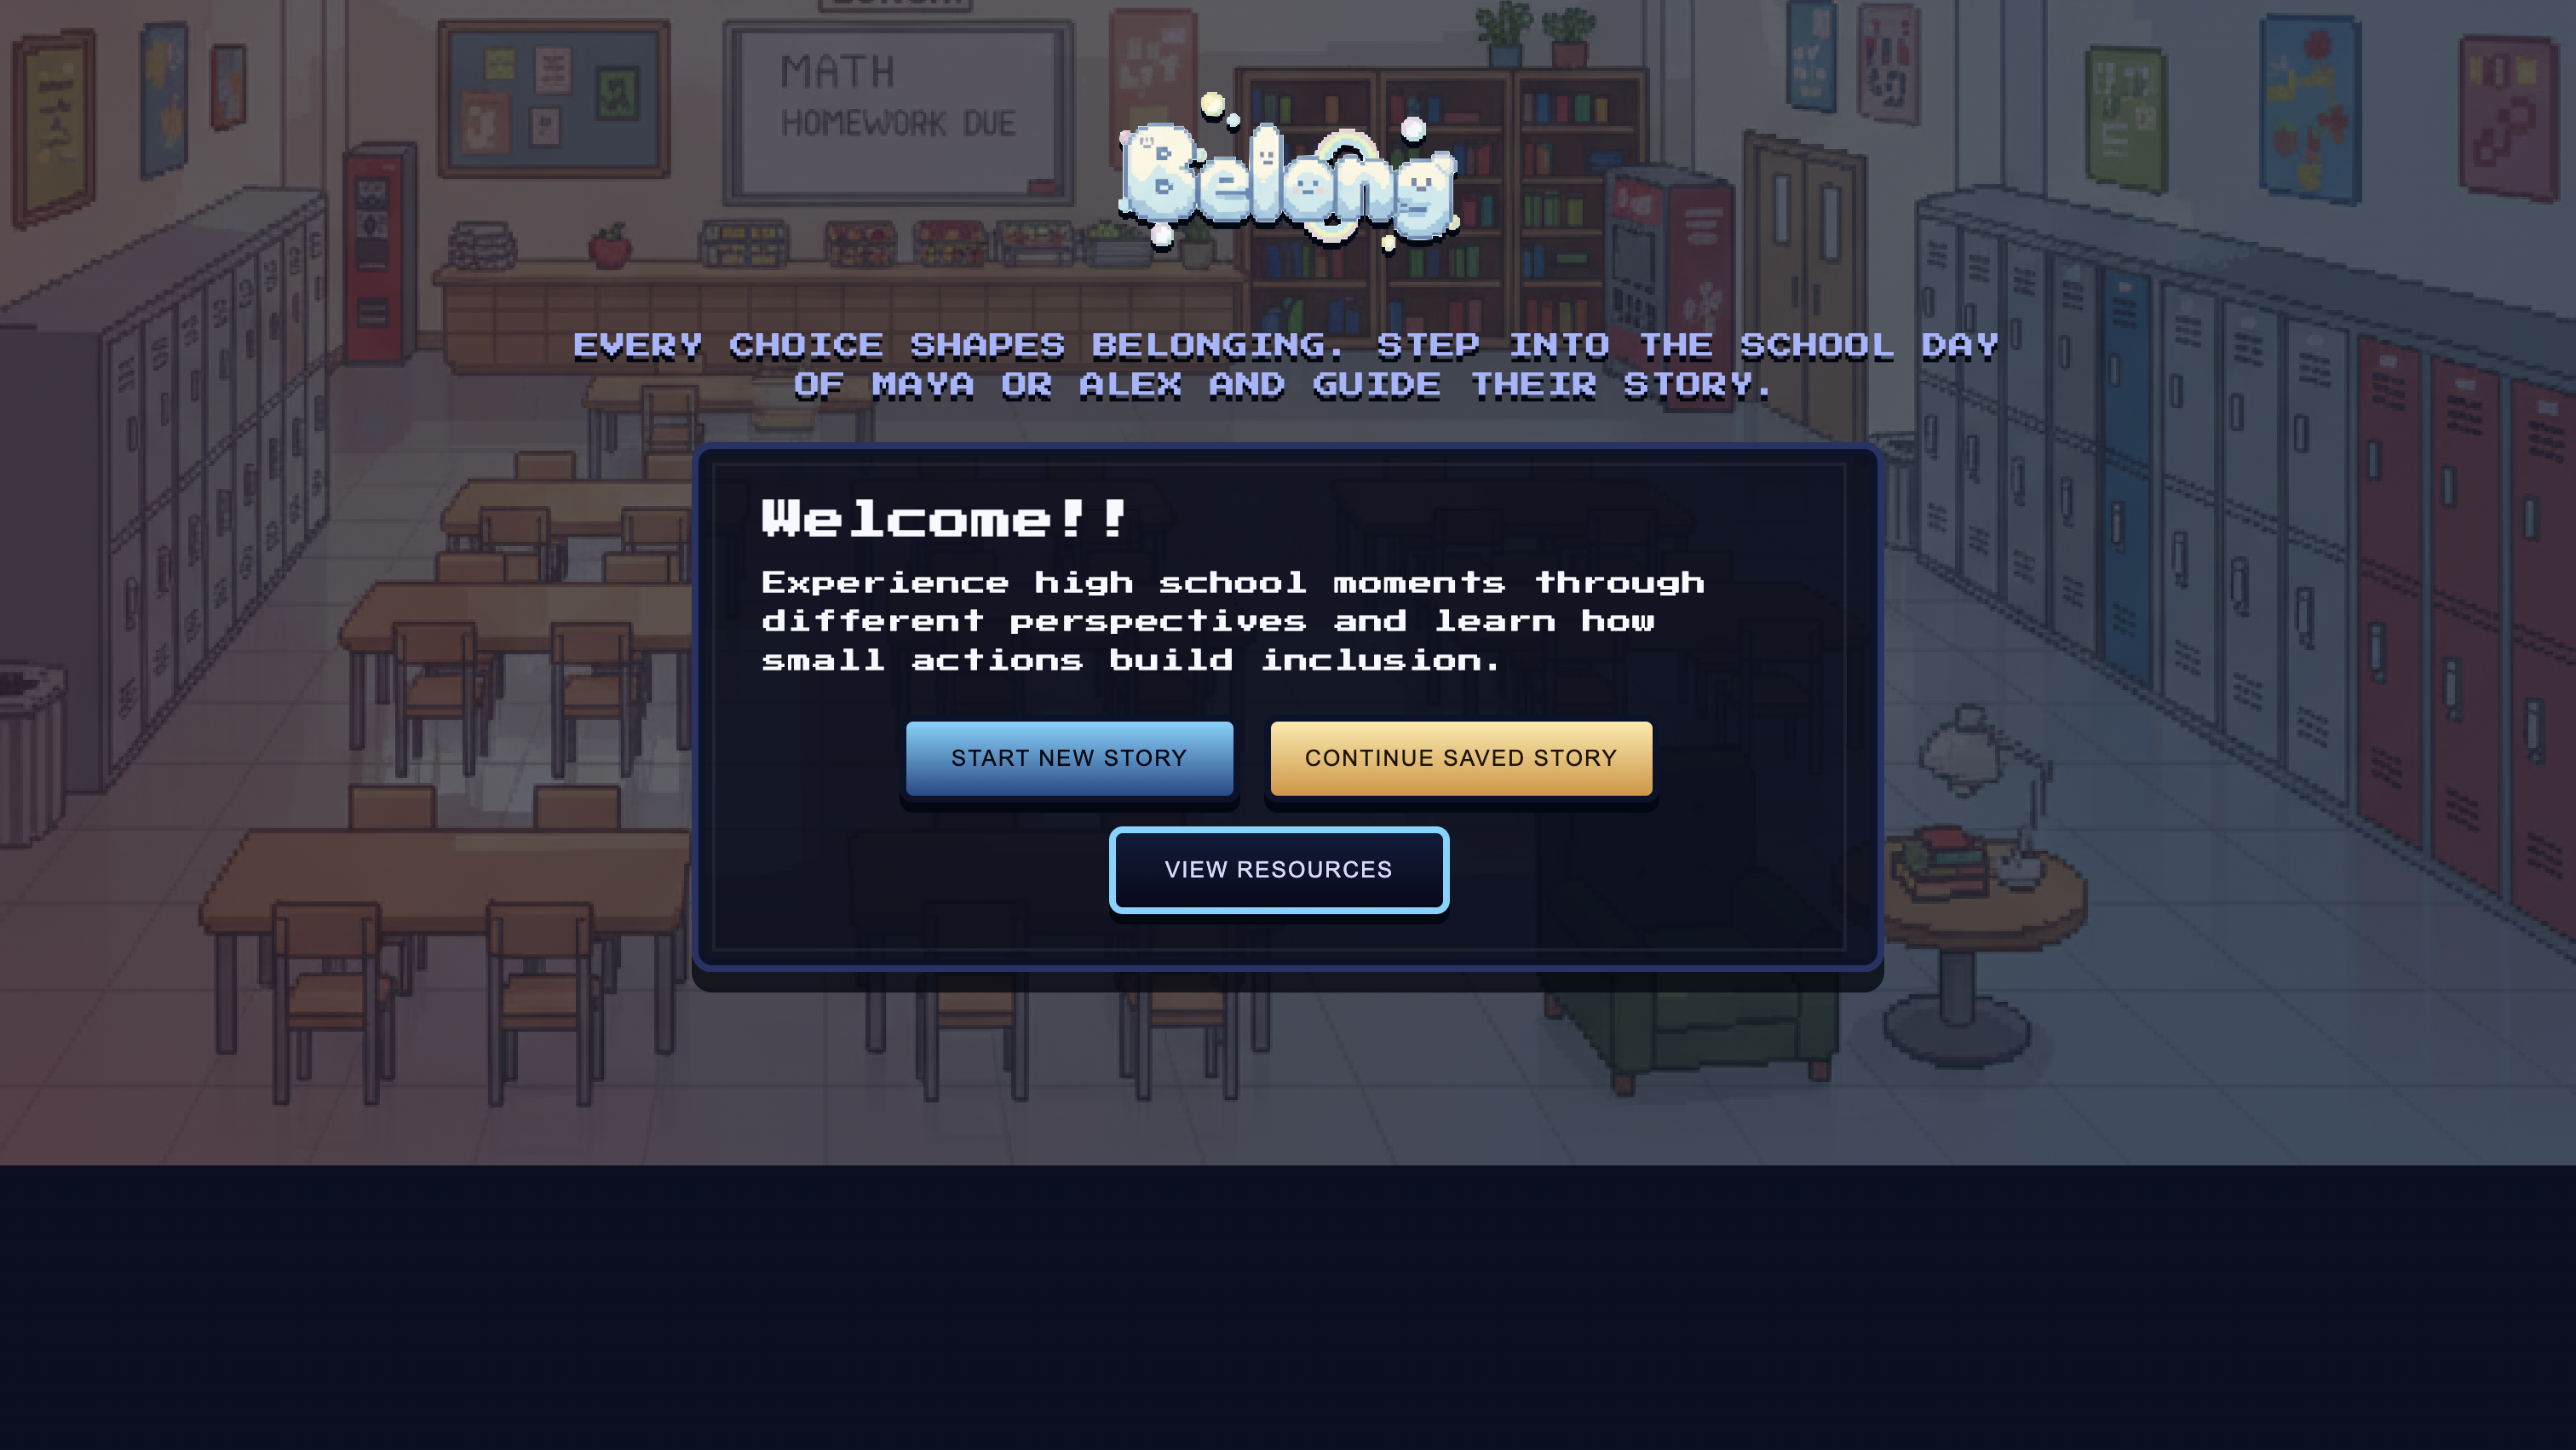 MATH
HOMEWORK DUE
Belong
EVERY CHOICE SHAPES BELONGING. STEP INTO THE SCHOOL DAY
OF MAYA OR ALEX AND GUIDE THEIR STORY.
Welcome!!
Experience high school moments through
different perspectives and learn how
small actions build inclusion.
START NEW STORY
CONTINUE SAVED STORY
VIEW RESOURCES